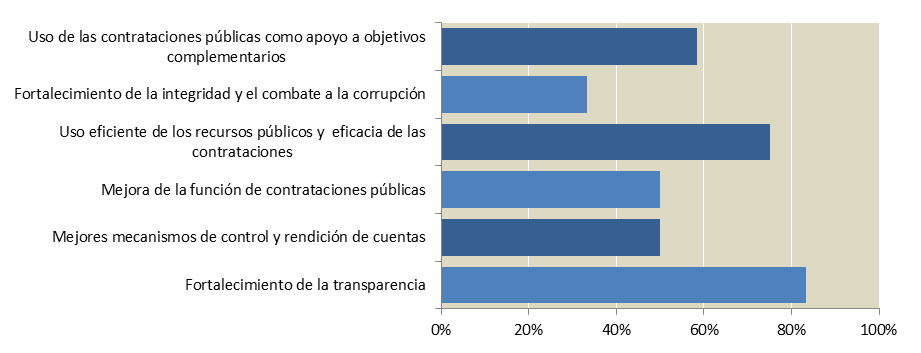 Uso de las contrataciones públicas como apoyo a objetivos
complementarios
Fortalecimiento de la integridad y el combate a la corrupción
Uso eficiente de los recursos públicos y  eficacia de las
contrataciones
Mejora de la función de contrataciones públicas
Mejores mecanismos de control y rendición de cuentas
Fortalecimiento de la transparencia
0% 20% 40% 60% 80% 100%